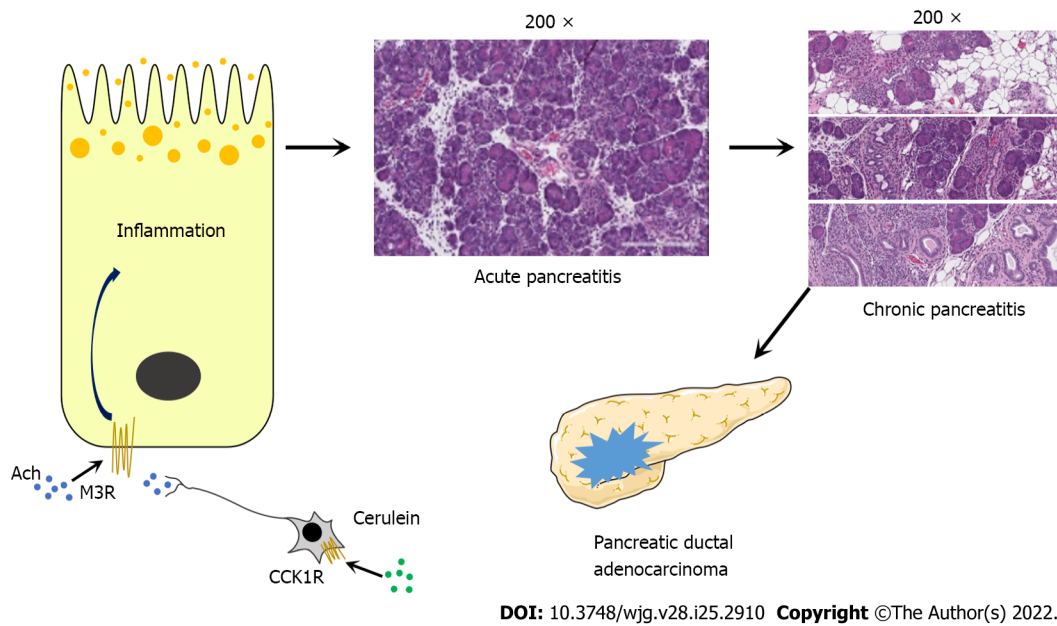 200 ×
200 ×
Inflammation
Acute pancreatitis
Chronic pancreatitis
Ach
M3R
Cerulein
CCK1R
Pancreatic ductal
adenocarcinoma
DOI: 10.3748/wjg.v28.i25.2910 Copyright ©The Author(s) 2022.